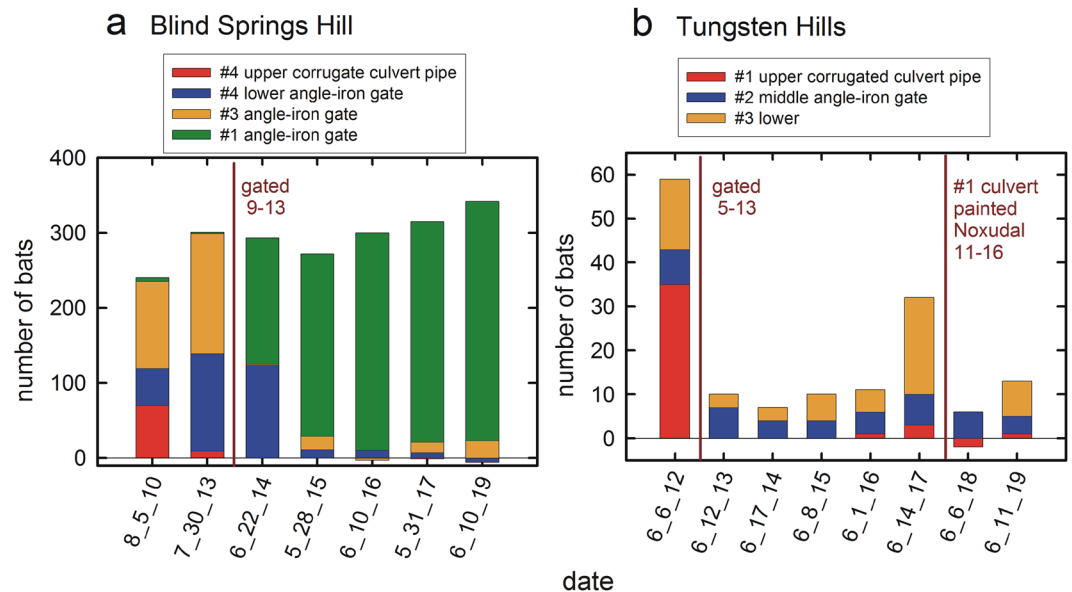 a Blind Springs Hill
#4 upper corrugate culvert pipe
#4 lower angle-iron gate
#3 angle-iron gate
#1 angle-iron gate
number of bats
400
300
200
100
0
gated
9-13
8_5_10
7_30_13
6_22_14
5_28_15
6_10_16
5_31_17
6_10_19
b Tungsten Hills
#1 upper corrugated culvert pipe
#2 middle angle-iron gate
#3 lower
number of bats
60
50
40
30
20
10
0
gated
5-13
#1 culvert
painted
Noxudal
11-16
6_6_12
6_12_13
6_17_14
6_8_15
6_1_16
6_14_17
6_6_18
6_11_19
date